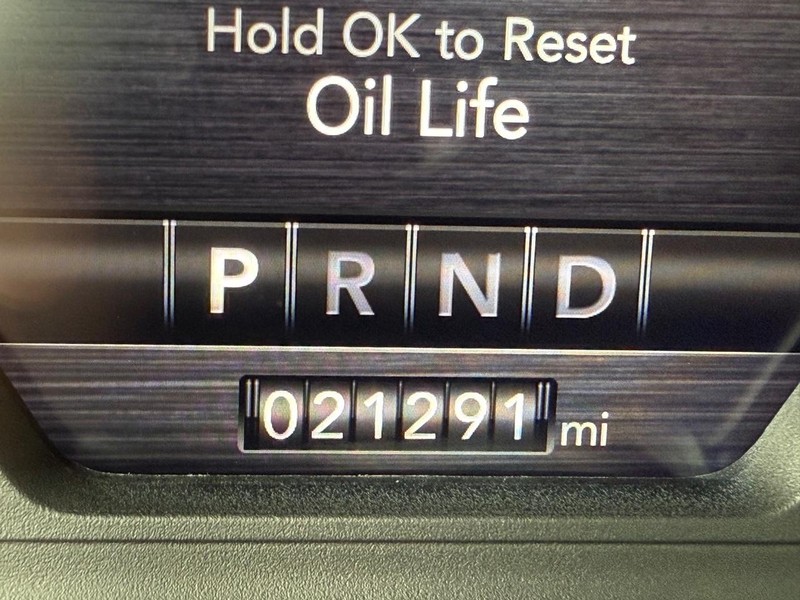 Hold OK to Reset
Oil Life
P R N D
021291 mi